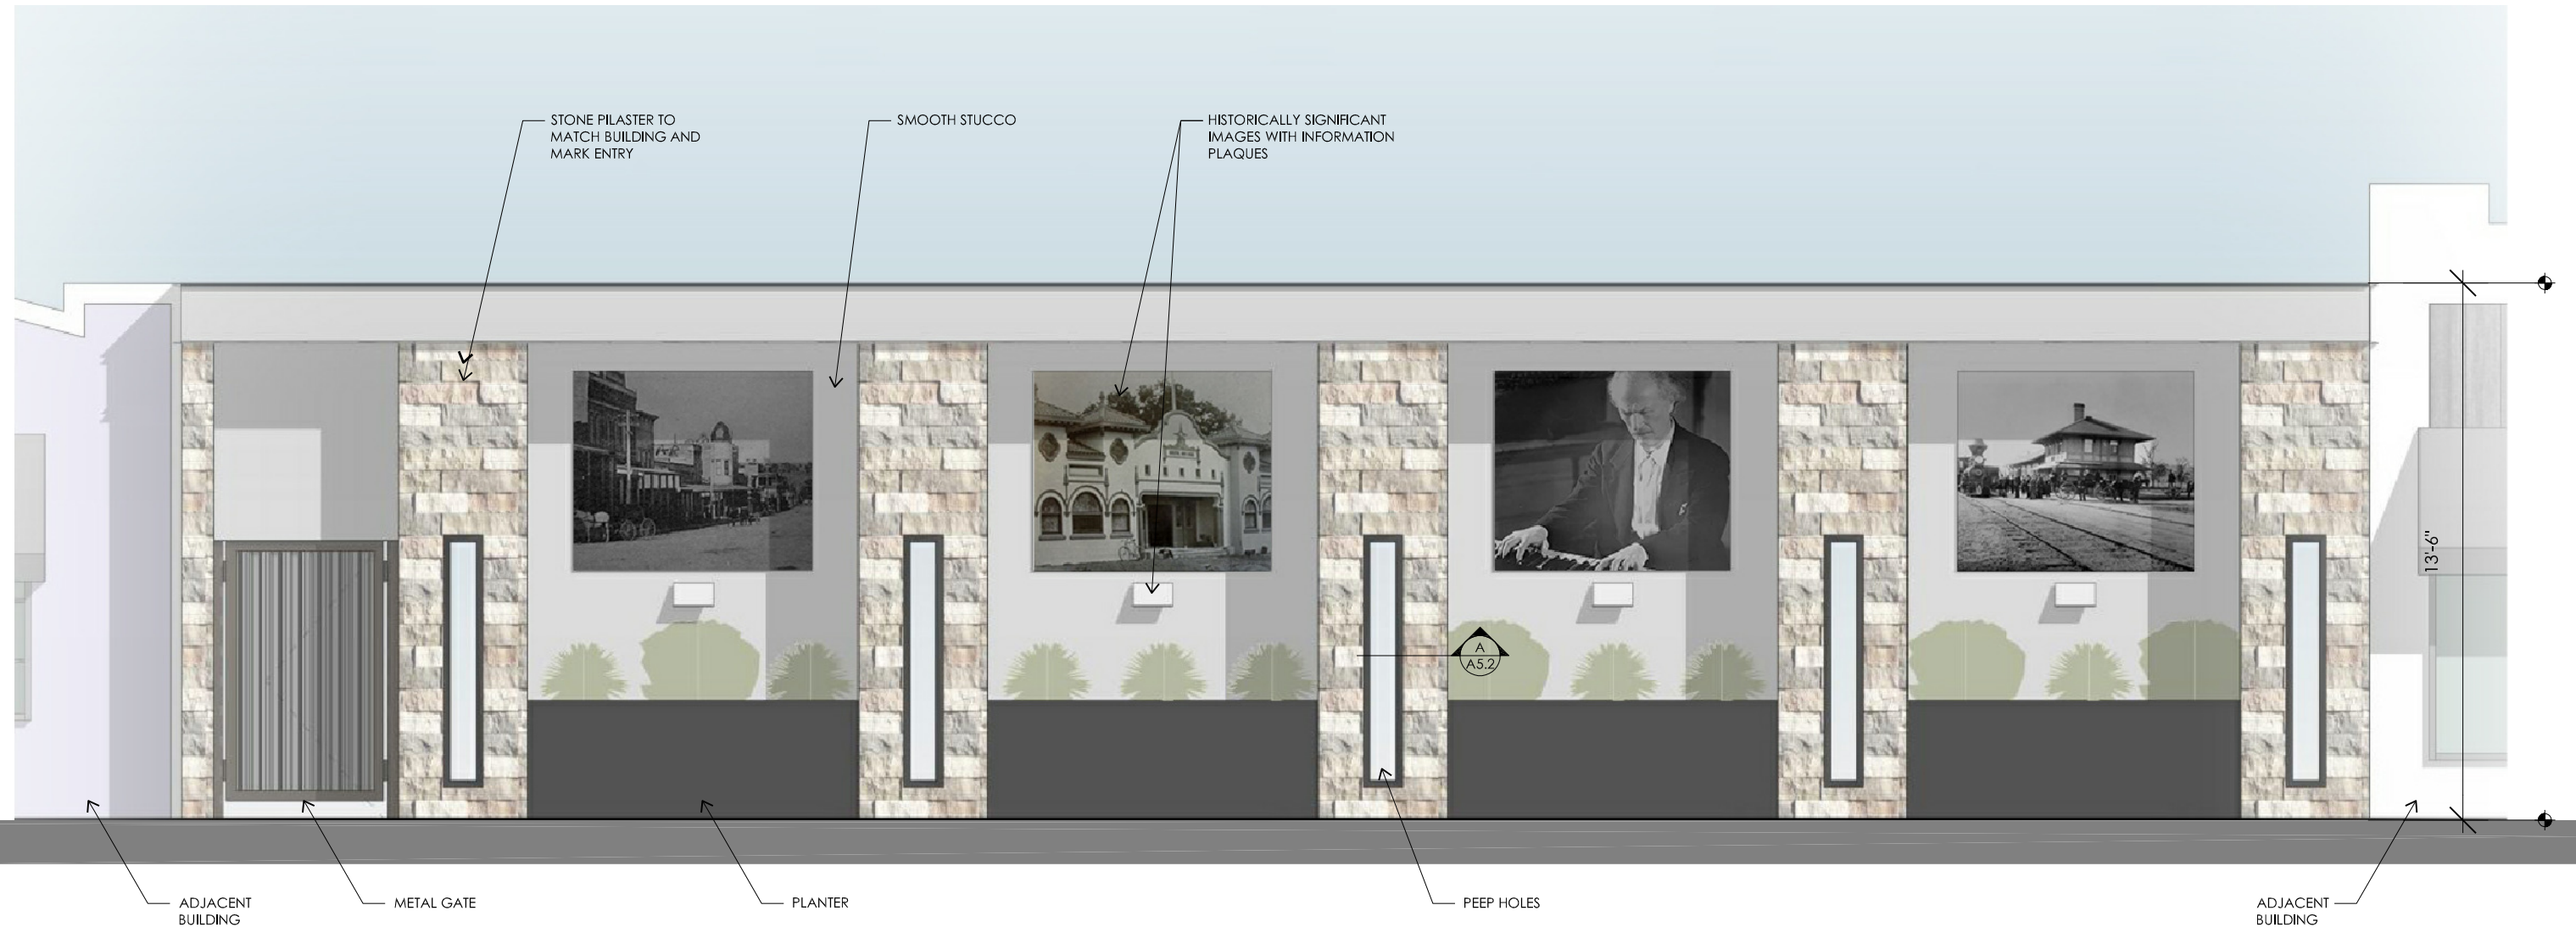 STONE PILASTER TO
MATCH BUILDING AND
MARK ENTRY
SMOOTH STUCCO
HISTORICALLY SIGNIFICANT
IMAGES WITH INFORMATION
PLAQUES
13'-6"
A
A5.2
ADJACENT
BUILDING
METAL GATE
PLANTER
PEEP HOLES
ADJACENT
BUILDING